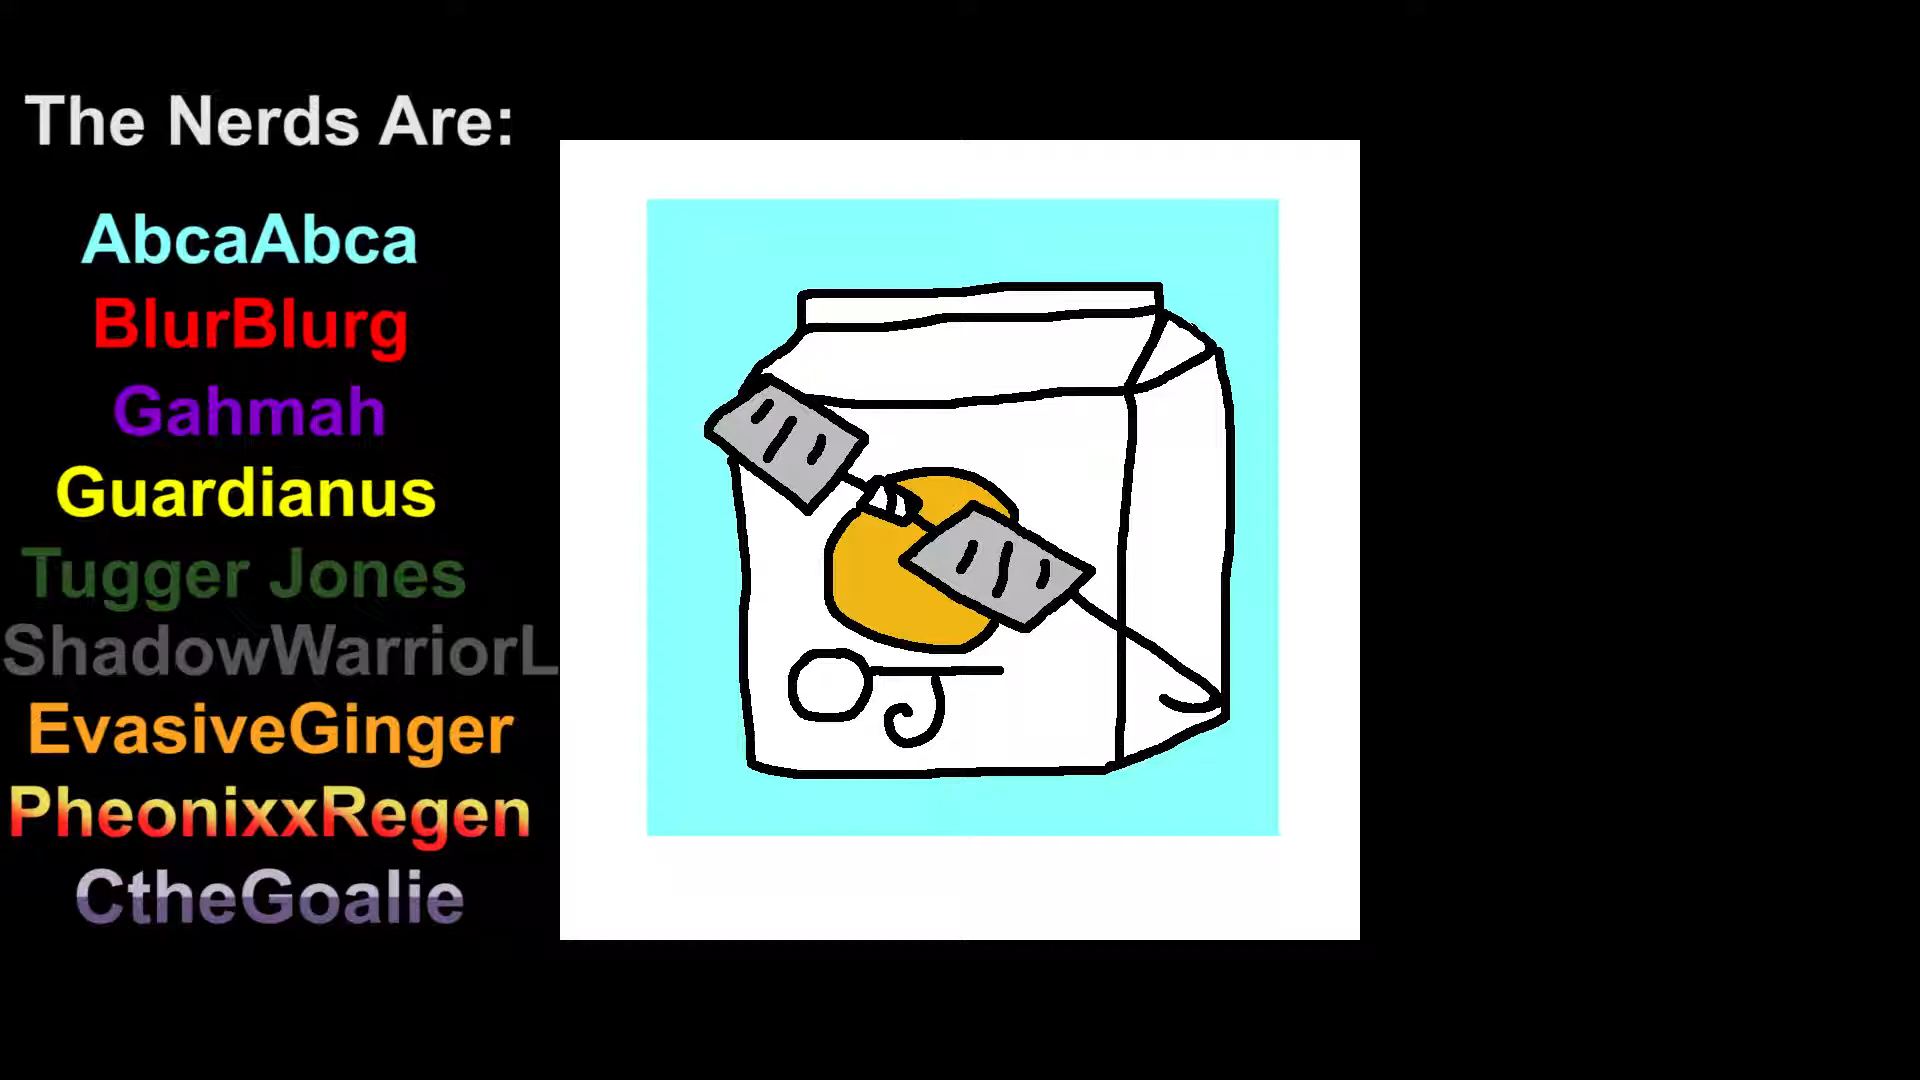 The Nerds Are:
AbcaAbca
BlurBlurg
Gahmah
Guardianus
Tugger Jones
ShadowWarriorL
EvasiveGinger
PheonixxRegen
CtheGoalie
OJ